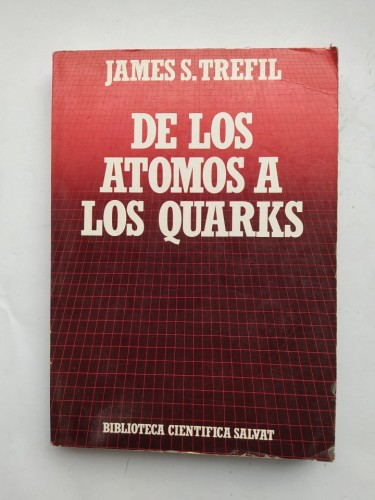 JAMES S. TREFIL
DE LOS
ATOMOS A
LOS QUARKS
BIBLIOTECA CIENTIFICA SALVAT